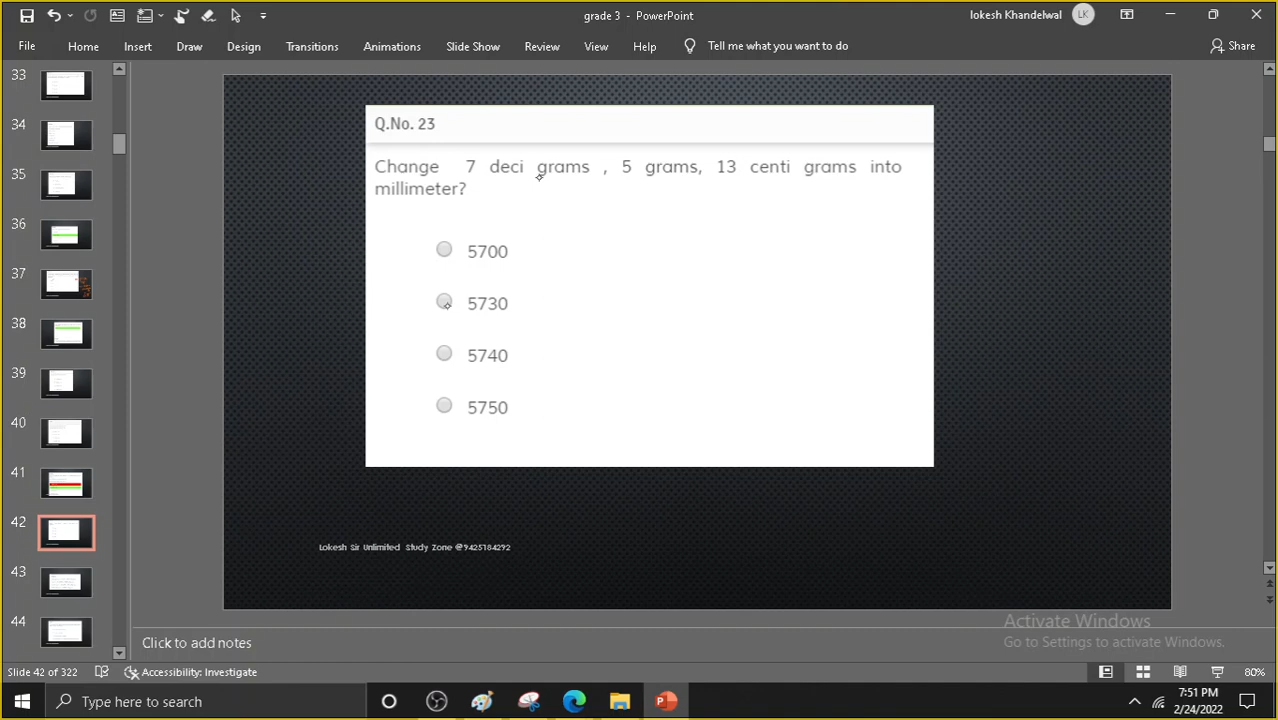 grade 3 - PowerPoint
lokesh Khandelwal
LK
File Home Insert Draw Design Transitions Animations Slide Show Review View Help Tell me what you want to do Share
33
34
35
36
37
38
39
40
41
42
43
44
Q.No. 23
Change 7 deci grams , 5 grams, 13 centi grams into
millimeter?
5700
5730
5740
5750
Lokesh Sir Unlimited Study Zone @9425184292
Activate Windows
Go to Settings to activate Windows.
Click to add notes
Slide 42 of 322 Accessibility: Investigate 80%
Type here to search
7:51 PM
2/24/2022